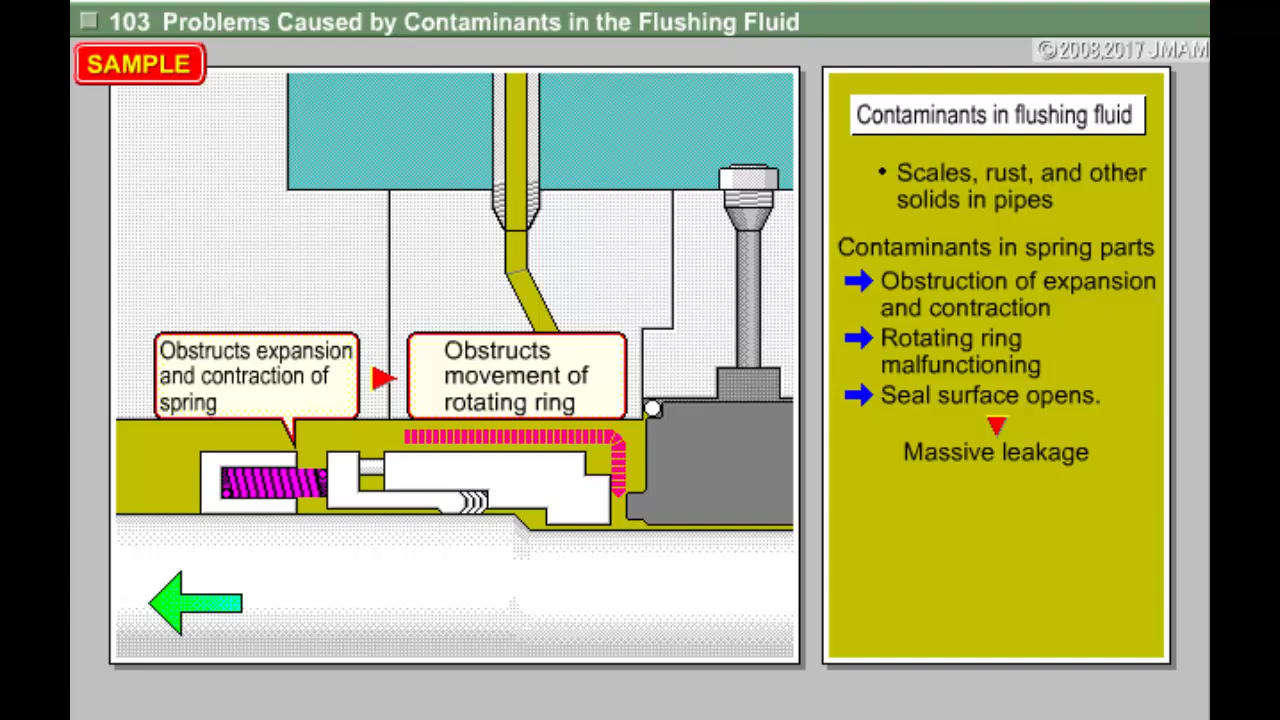 103 Problems Caused by Contaminants in the Flushing Fluid
SAMPLE
©2008,2017 JMAM
Contaminants in flushing fluid
• Scales, rust, and other
solids in pipes
Contaminants in spring parts
Obstruction of expansion
and contraction
Rotating ring
malfunctioning
Seal surface opens.
Massive leakage
Obstructs expansion
and contraction of
spring
Obstructs
movement of
rotating ring